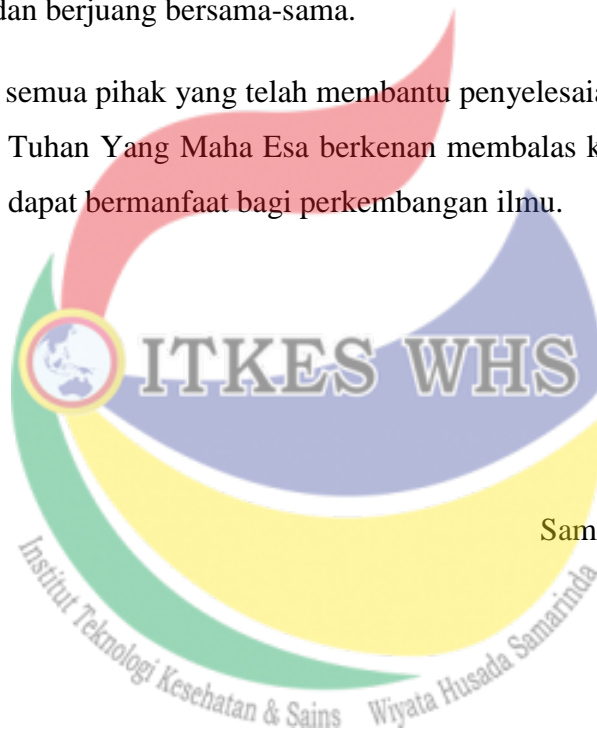 dan berjuang bersama-sama.
semua pihak yang telah membantu penyelesaia
Tuhan Yang Maha Esa berkenan membalas k
dapat bermanfaat bagi perkembangan ilmu.
ITKES WHS
Sam
Institut Teknologi Kesehatan & Sains Wiyata Husada Samarinda